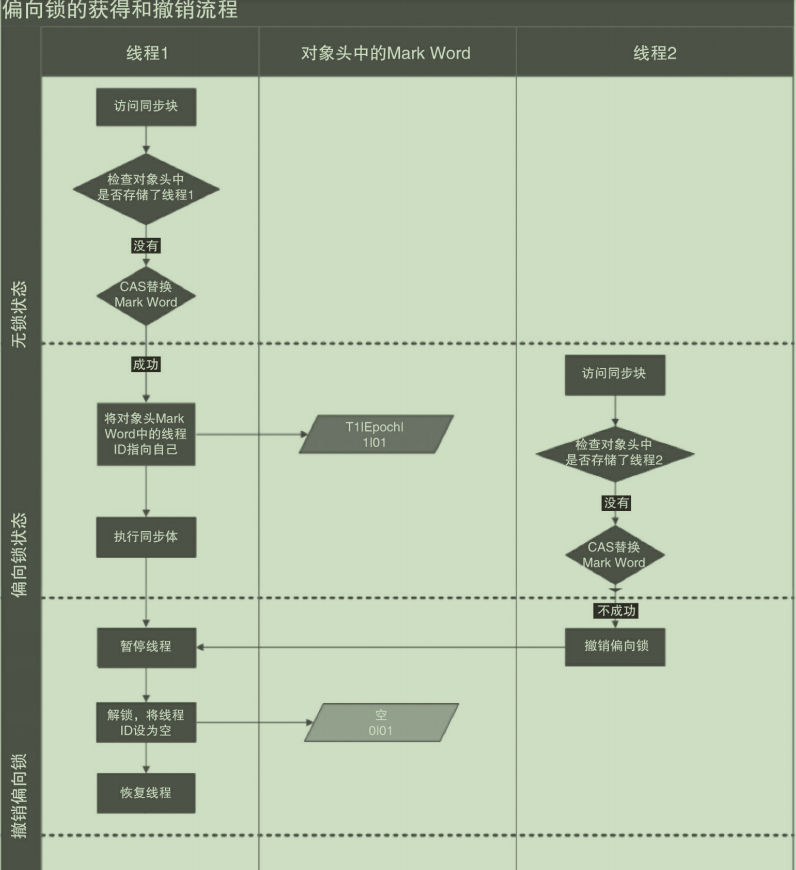 偏向锁的获得和撤销流程
线程1
对象头中的Mark Word
线程2
无锁状态
访问同步块
检查对象头中
是否存储了线程1
没有
CAS替换
Mark Word
偏向锁状态
成功
将对象头Mark
Word中的线程
ID指向自己
T1|Epoch|
1|01
执行同步体
访问同步块
检查对象头中
是否存储了线程2
没有
CAS替换
Mark Word
不成功
撤销偏向锁
撤销偏向锁
暂停线程
解锁，将线程
ID设为空
空
0|01
恢复线程